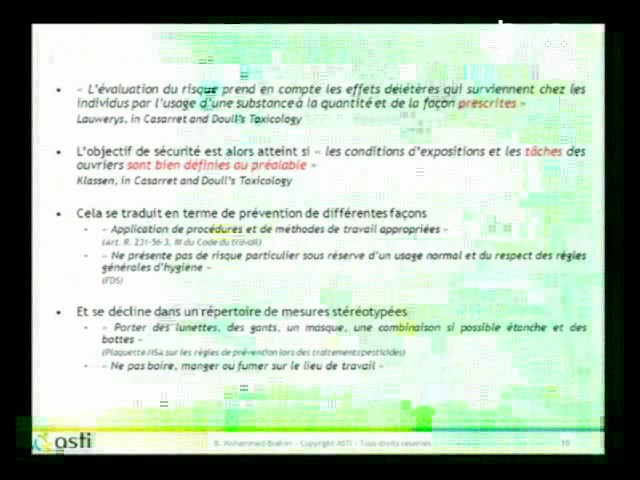 • « L'évaluation du risque prend en compte les effets délétères qui surviennent chez les
individus par l'usage d'une substance à la quantité et de la façon prescrites »
Lauwerys, in Casarret and Doull's Toxicology
• L'objectif de sécurité est alors atteint si « les conditions d'expositions et les tâches des
ouvriers sont bien définies au préalable »
Klassen, in Casarret and Doull's Toxicology
• Cela se traduit en terme de prévention de différentes façons
- « Application de procédures et de méthodes de travail appropriées »
(Art. R. 231-56-3, III du Code du travail)
- « Ne présente pas de risque particulier sous réserve d'un usage normal et du respect des règles
générales d'hygiène »
(FDS)
• Et se décline dans un répertoire de mesures stéréotypées
- « Porter des lunettes, des gants, un masque, une combinaison si possible étanche et des
bottes »
(Plaquette MSA sur les règles de prévention lors des traitements pesticides)
- « Ne pas boire, manger ou fumer sur le lieu de travail »
asti
B. Mohammed-Brahim - Copyright ASTI - Tous droits réservés
10